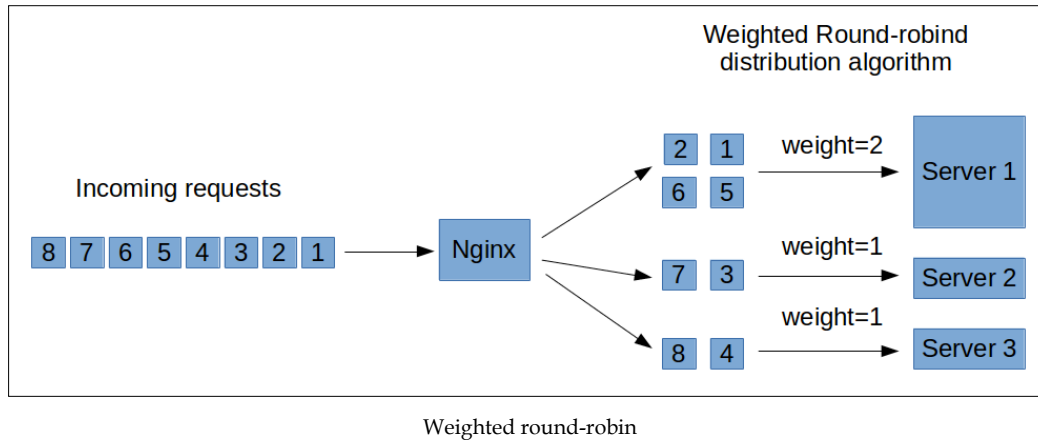 Weighted Round-robind
distribution algorithm
Incoming requests
8 7 6 5 4 3 2 1
Nginx
2 1
6 5
weight=2
Server 1
7 3
weight=1
Server 2
8 4
weight=1
Server 3
Weighted round-robin